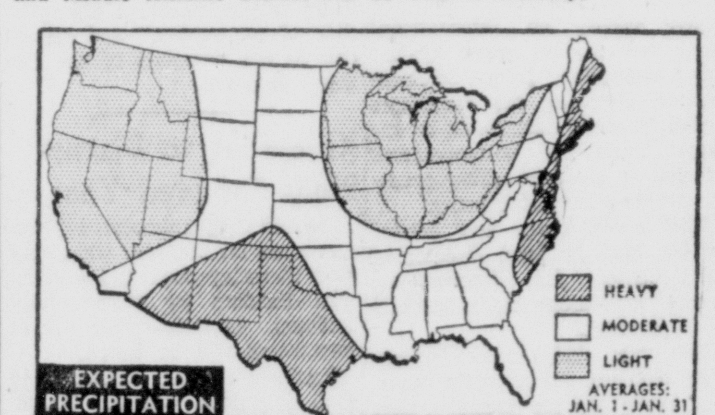 HEAVY
MODERATE
LIGHT
AVERAGES:
JAN. 1 - JAN. 31
EXPECTED
PRECIPITATION